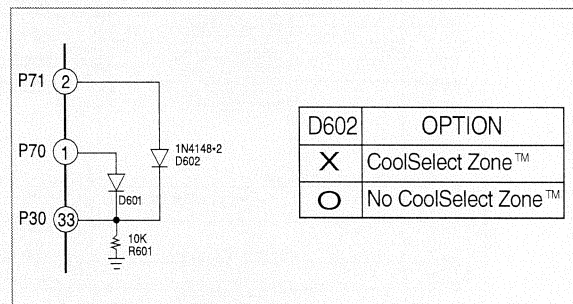 P71 2
P70 1
P30 33
1N4148*2
D602
D601
10K
R601
D602 OPTION
X CoolSelect Zone™
O No CoolSelect Zone™